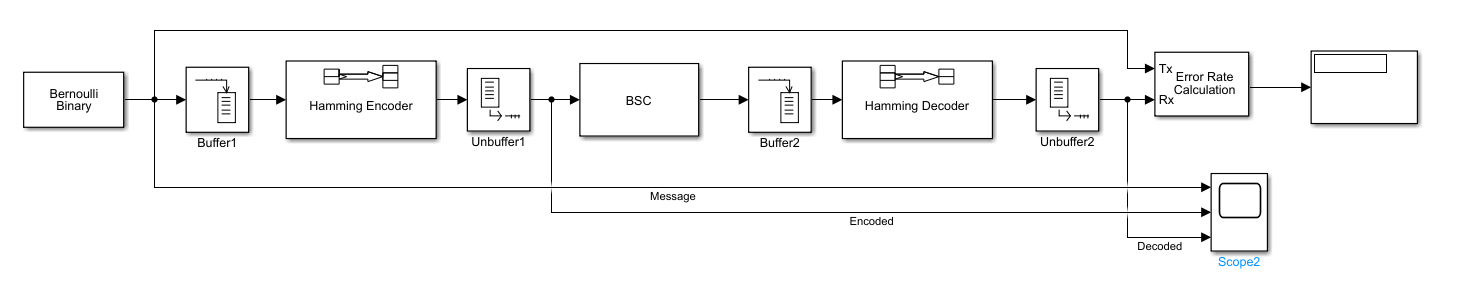 Bernoulli
Binary
Buffer1
Hamming Encoder
Unbuffer1
BSC
Buffer2
Hamming Decoder
Unbuffer2
Tx
Rx
Error Rate
Calculation
Message
Encoded
Decoded
Scope2